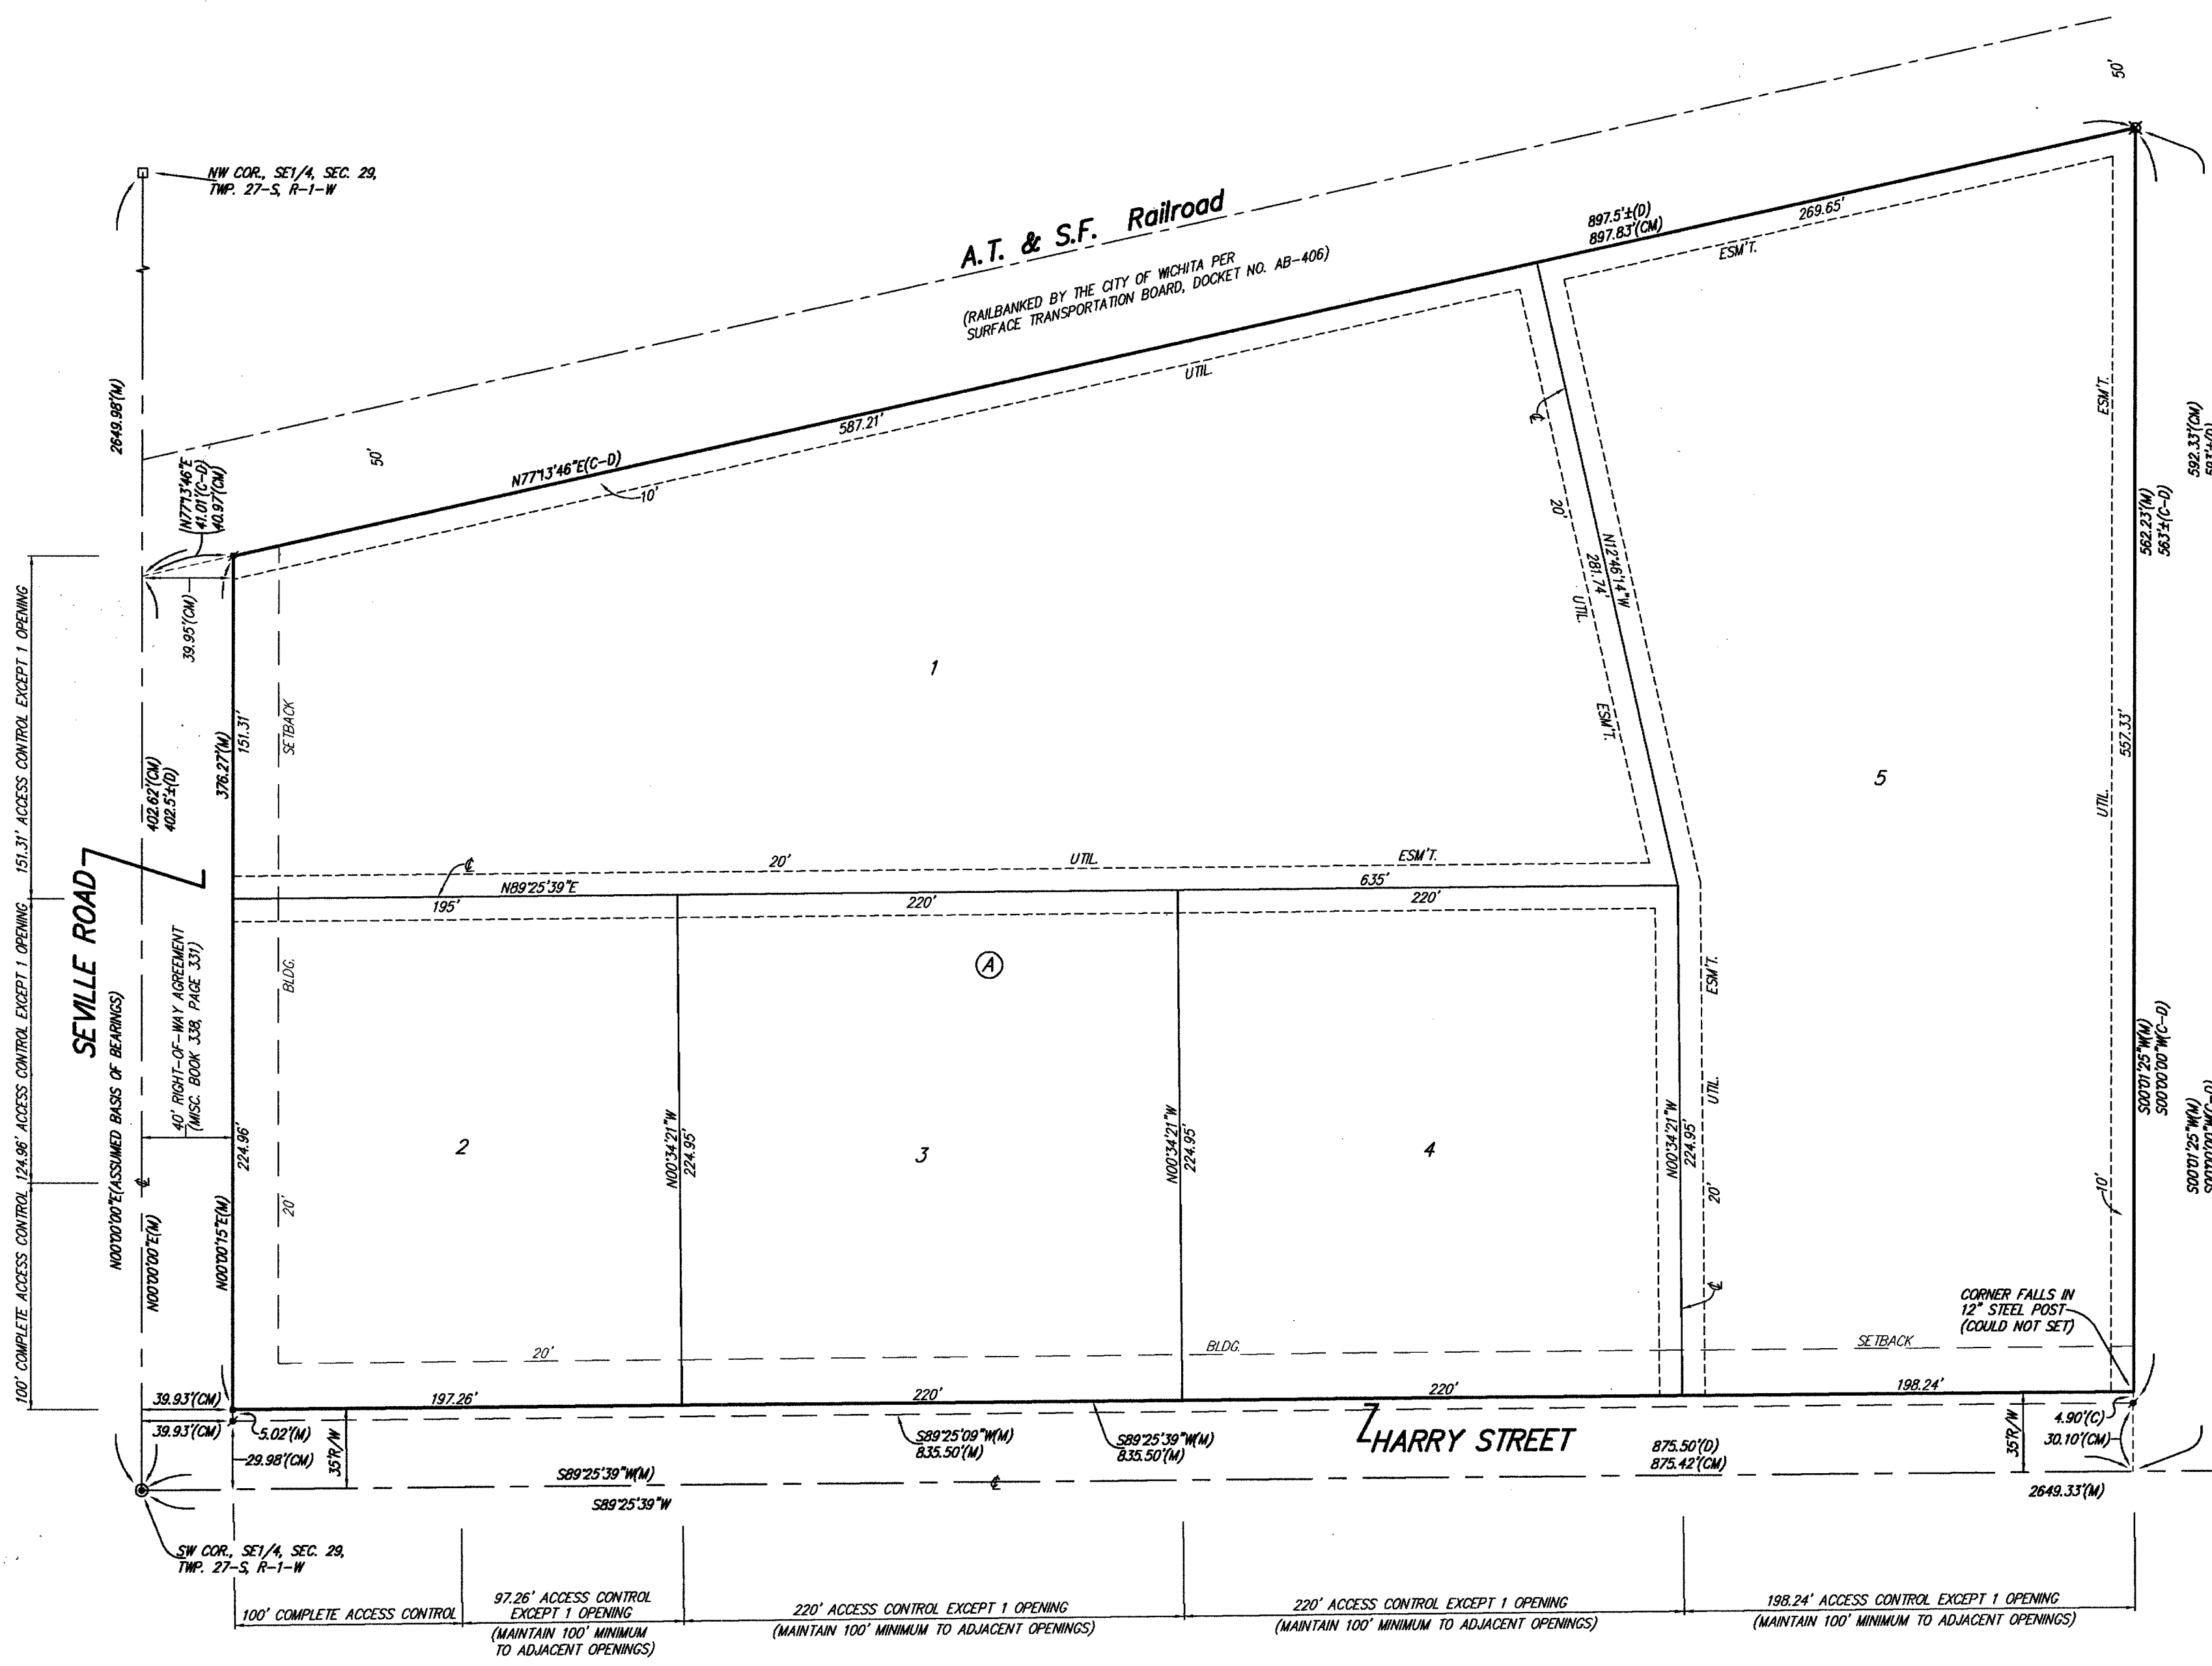 50'
NW COR., SE1/4, SEC. 29,
TWP. 27-S, R-1-W
A.T. & S.F. Railroad
(RAILBANKED BY THE CITY OF WICHITA PER
SURFACE TRANSPORTATION BOARD, DOCKET NO. AB-406)
897.5'±(D)
897.83'(CM)
269.65'
ESM'T.
UTIL.
587.21'
N77°13'46"E(C-D)
10'
50'
2649.98'(M)
N77°13'46"E
41.01'(C-D)
40.97'(CM)
39.95'(CM)
151.31'
376.27'(M)
SETBACK
402.62'(CM)
402.5'±(D)
1
20'
UTIL.
ESM'T.
N12°46'14"W
281.74'
5
ESM'T.
UTIL.
557.33'
10'
562.23'(M)
563'±(C-D)
592.33'(CM)
593'±(D)
S00°01'25"W(M)
S00°00'00"W(C-D)
S00°01'25"W(M)
S00°00'00"W(C-D)
℄
20'
UTIL.
ESM'T.
N89°25'39"E
635'
195'
220'
220'
A
SEVILLE ROAD
N00°00'00"E(ASSUMED BASIS OF BEARINGS)
40' RIGHT-OF-WAY AGREEMENT
(MISC. BOOK 338, PAGE 331)
N00°00'00"E(M)
224.96'
N00°00'15"E(M)
BLDG.
20'
2
N00°34'21"W
224.95'
3
N00°34'21"W
224.95'
4
N00°34'21"W
224.95'
ESM'T.
UTIL.
20'
℄
151.31' ACCESS CONTROL EXCEPT 1 OPENING
124.96' ACCESS CONTROL EXCEPT 1 OPENING
100' COMPLETE ACCESS CONTROL
CORNER FALLS IN
12" STEEL POST
(COULD NOT SET)
20'
BLDG.
SETBACK
39.93'(CM)
197.26'
220'
220'
198.24'
39.93'(CM)
5.02'(M)
29.98'(CM)
35'R/W
S89°25'09"W(M)
835.50'(M)
S89°25'39"W(M)
835.50'(M)
HARRY STREET
875.50'(D)
875.42'(CM)
35'R/W
4.90'(C)
30.10'(CM)
S89°25'39"W(M)
℄
S89°25'39"W
2649.33'(M)
SW COR., SE1/4, SEC. 29,
TWP. 27-S, R-1-W
100' COMPLETE ACCESS CONTROL
97.26' ACCESS CONTROL
EXCEPT 1 OPENING
(MAINTAIN 100' MINIMUM
TO ADJACENT OPENINGS)
220' ACCESS CONTROL EXCEPT 1 OPENING
(MAINTAIN 100' MINIMUM TO ADJACENT OPENINGS)
220' ACCESS CONTROL EXCEPT 1 OPENING
(MAINTAIN 100' MINIMUM TO ADJACENT OPENINGS)
198.24' ACCESS CONTROL EXCEPT 1 OPENING
(MAINTAIN 100' MINIMUM TO ADJACENT OPENINGS)